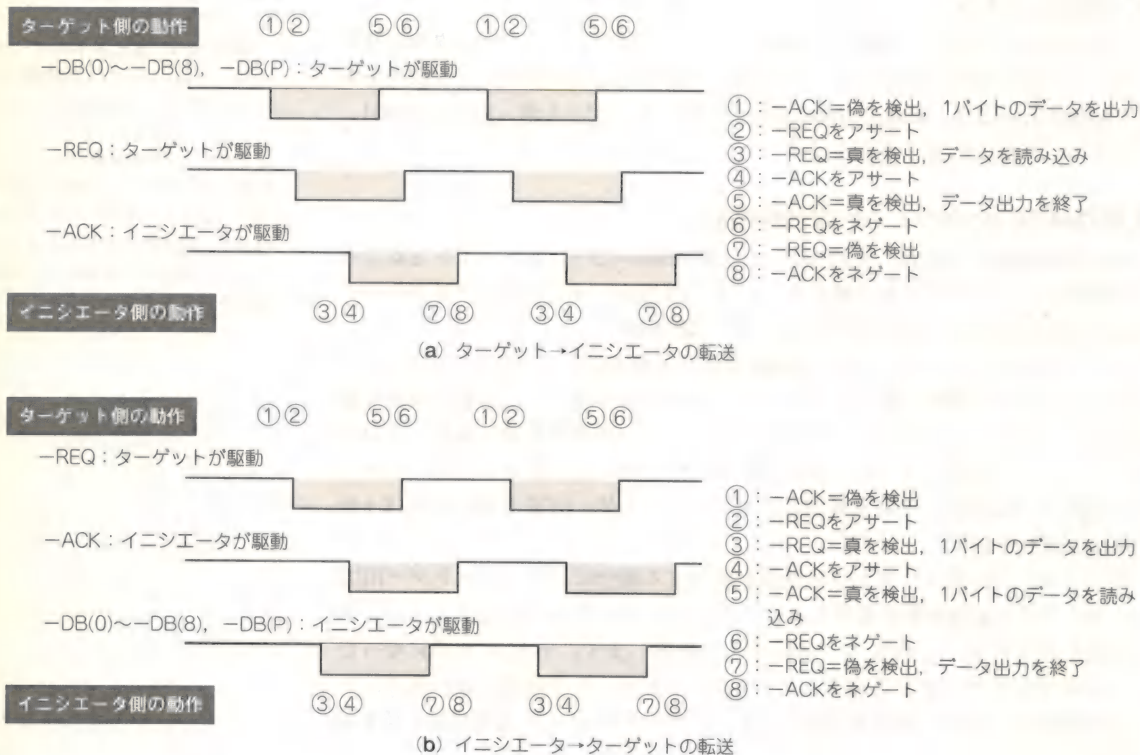 ターゲット側の動作
①② ⑤⑥ ①② ⑤⑥
－DB(0)～－DB(8)，－DB(P)：ターゲットが駆動
－REQ：ターゲットが駆動
－ACK：イニシエータが駆動
イニシエータ側の動作
③④ ⑦⑧ ③④ ⑦⑧
①：－ACK＝偽を検出，1バイトのデータを出力
②：－REQをアサート
③：－REQ＝真を検出，データを読み込み
④：－ACKをアサート
⑤：－ACK＝真を検出，データ出力を終了
⑥：－REQをネゲート
⑦：－REQ＝偽を検出
⑧：－ACKをネゲート
(a) ターゲット→イニシエータの転送
ターゲット側の動作
①② ⑤⑥ ①② ⑤⑥
－REQ：ターゲットが駆動
－ACK：イニシエータが駆動
－DB(0)～－DB(8)，－DB(P)：イニシエータが駆動
イニシエータ側の動作
③④ ⑦⑧ ③④ ⑦⑧
①：－ACK＝偽を検出
②：－REQをアサート
③：－REQ＝真を検出，1バイトのデータを出力
④：－ACKをアサート
⑤：－ACK＝真を検出，1バイトのデータを読み
込み
⑥：－REQをネゲート
⑦：－REQ＝偽を検出，データ出力を終了
⑧：－ACKをネゲート
(b) イニシエータ→ターゲットの転送